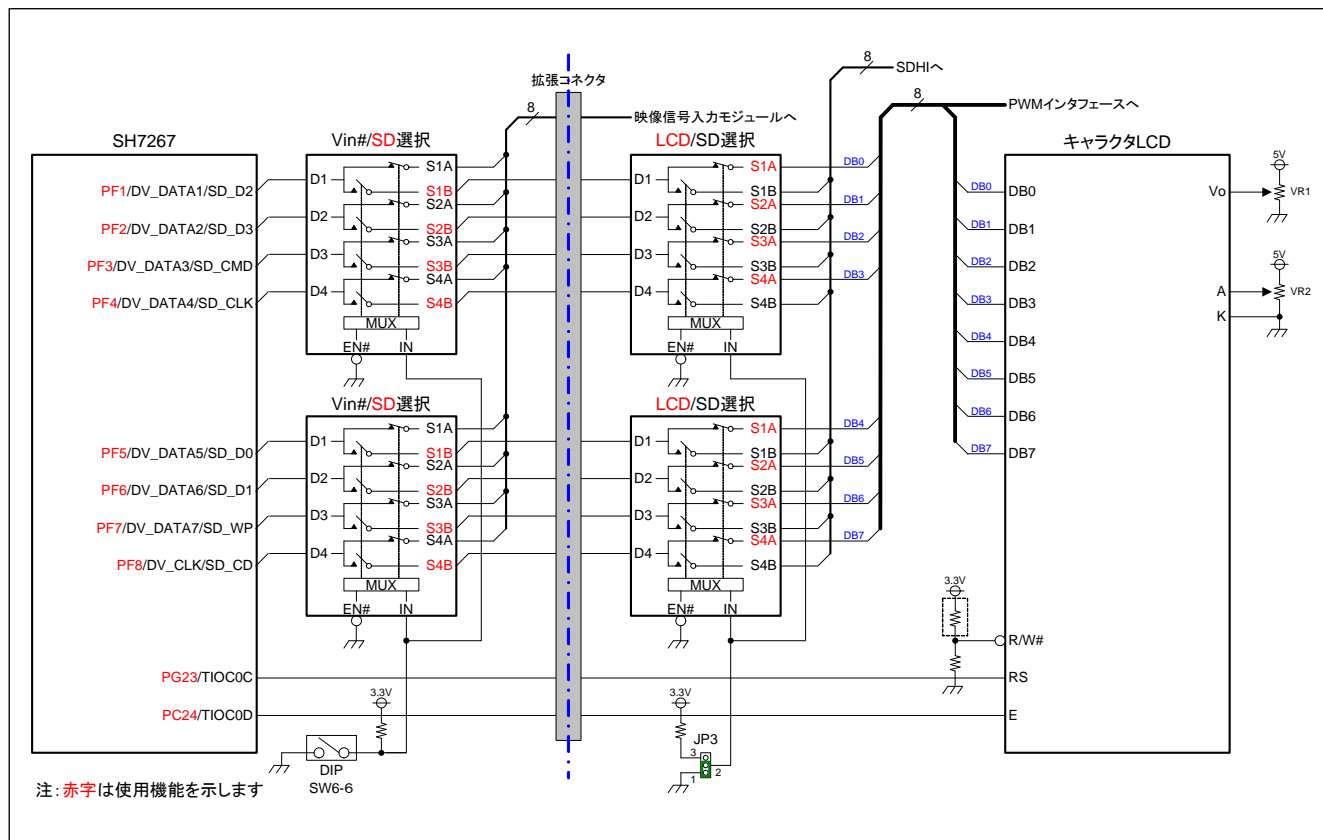 SH7267
PF1/DV_DATA1/SD_D2
PF2/DV_DATA2/SD_D3
PF3/DV_DATA3/SD_CMD
PF4/DV_DATA4/SD_CLK
PF5/DV_DATA5/SD_D0
PF6/DV_DATA6/SD_D1
PF7/DV_DATA7/SD_WP
PF8/DV_CLK/SD_CD
PG23/TIOC0C
PC24/TIOC0D
Vin#/SD選択
D1
D2
D3
D4
S1A
S1B
S2A
S2B
S3A
S3B
S4A
S4B
MUX
EN#
IN
Vin#/SD選択
D1
D2
D3
D4
S1A
S1B
S2A
S2B
S3A
S3B
S4A
S4B
MUX
EN#
IN
3.3V
DIP
SW6-6
8
拡張コネクタ
映像信号入力モジュールへ
LCD/SD選択
D1
D2
D3
D4
S1A
S1B
S2A
S2B
S3A
S3B
S4A
S4B
MUX
EN#
IN
LCD/SD選択
D1
D2
D3
D4
S1A
S1B
S2A
S2B
S3A
S3B
S4A
S4B
MUX
EN#
IN
3.3V
JP3
3
2
1
8
SDHIへ
8
PWMインタフェースへ
DB0
DB1
DB2
DB3
DB4
DB5
DB6
DB7
DB0
DB1
DB2
DB3
DB4
DB5
DB6
DB7
キャラクタLCD
DB0
DB1
DB2
DB3
DB4
DB5
DB6
DB7
3.3V
R/W#
RS
E
Vo
A
K
5V
VR1
5V
VR2
注:赤字は使用機能を示します